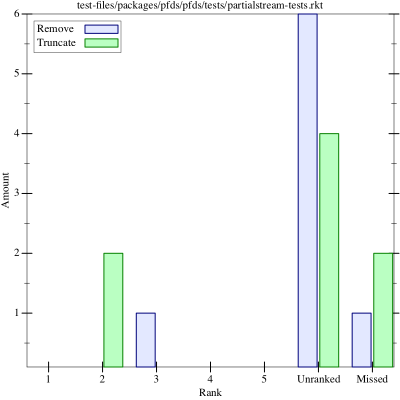 test-files/packages/pfds/pfds/tests/partialstream-tests.rkt
Remove
Truncate
6
5
4
3
2
1
Amount
1 2 3 4 5 Unranked Missed
Rank